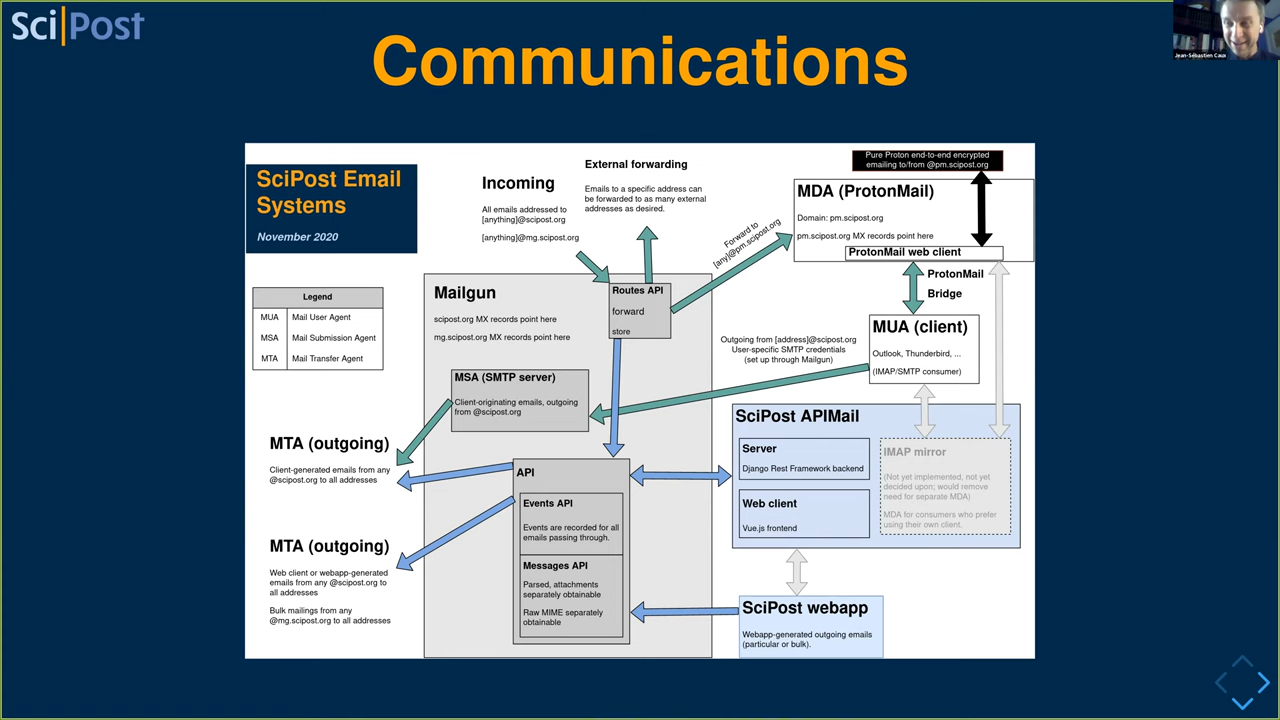 Sci|Post
Communications
Jean-Sébastien Caux
SciPost Email
Systems
November 2020
Legend
MUA Mail User Agent
MSA Mail Submission Agent
MTA Mail Transfer Agent
Incoming
All emails addressed to
[anything]@scipost.org
[anything]@mg.scipost.org
External forwarding
Emails to a specific address can
be forwarded to as many external
addresses as desired.
Forward to
[any]@pm.scipost.org
Pure Proton end-to-end encrypted
emailing to/from @pm.scipost.org
MDA (ProtonMail)
Domain: pm.scipost.org
pm.scipost.org MX records point here
ProtonMail web client
ProtonMail
Bridge
Mailgun
scipost.org MX records point here
mg.scipost.org MX records point here
Routes API
forward
store
MUA (client)
Outlook, Thunderbird, ...
(IMAP/SMTP consumer)
Outgoing from [address]@scipost.org
User-specific SMTP credentials
(set up through Mailgun)
MSA (SMTP server)
Client-originating emails, outgoing
from @scipost.org
MTA (outgoing)
Client-generated emails from any
@scipost.org to all addresses
MTA (outgoing)
Web client or webapp-generated
emails from any @scipost.org to
all addresses
Bulk mailings from any
@mg.scipost.org to all addresses
API
Events API
Events are recorded for all
emails passing through.
Messages API
Parsed, attachments
separately obtainable
Raw MIME separately
obtainable
SciPost APIMail
Server
Django Rest Framework backend
Web client
Vue.js frontend
IMAP mirror
(Not yet implemented, not yet
decided upon; would remove
need for separate MDA)
MDA for consumers who prefer
using their own client.
SciPost webapp
Webapp-generated outgoing emails
(particular or bulk).